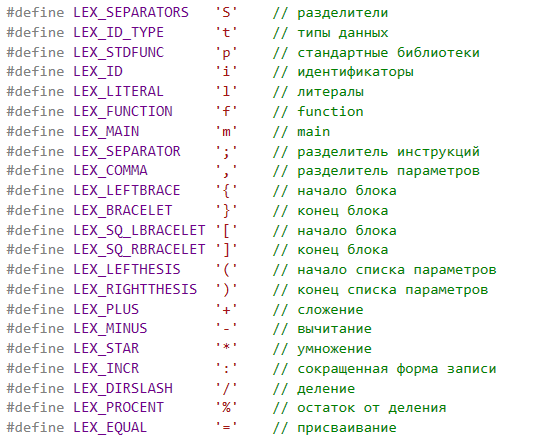 #define LEX_SEPARATORS 'S' // разделители
#define LEX_ID_TYPE 't' // типы данных
#define LEX_STDFUNC 'p' // стандартные библиотеки
#define LEX_ID 'i' // идентификаторы
#define LEX_LITERAL 'l' // литералы
#define LEX_FUNCTION 'f' // function
#define LEX_MAIN 'm' // main
#define LEX_SEPARATOR ';' // разделитель инструкций
#define LEX_COMMA ',' // разделитель параметров
#define LEX_LEFTBRACE '{' // начало блока
#define LEX_BRACELET '}' // конец блока
#define LEX_SQ_LBRACELET '[' // начало блока
#define LEX_SQ_RBRACELET ']' // конец блока
#define LEX_LEFTHESIS '(' // начало списка параметров
#define LEX_RIGHTTHESIS ')' // конец списка параметров
#define LEX_PLUS '+' // сложение
#define LEX_MINUS '-' // вычитание
#define LEX_STAR '*' // умножение
#define LEX_INCR ':' // сокращенная форма записи
#define LEX_DIRSLASH '/' // деление
#define LEX_PROCENT '%' // остаток от деления
#define LEX_EQUAL '=' // присваивание